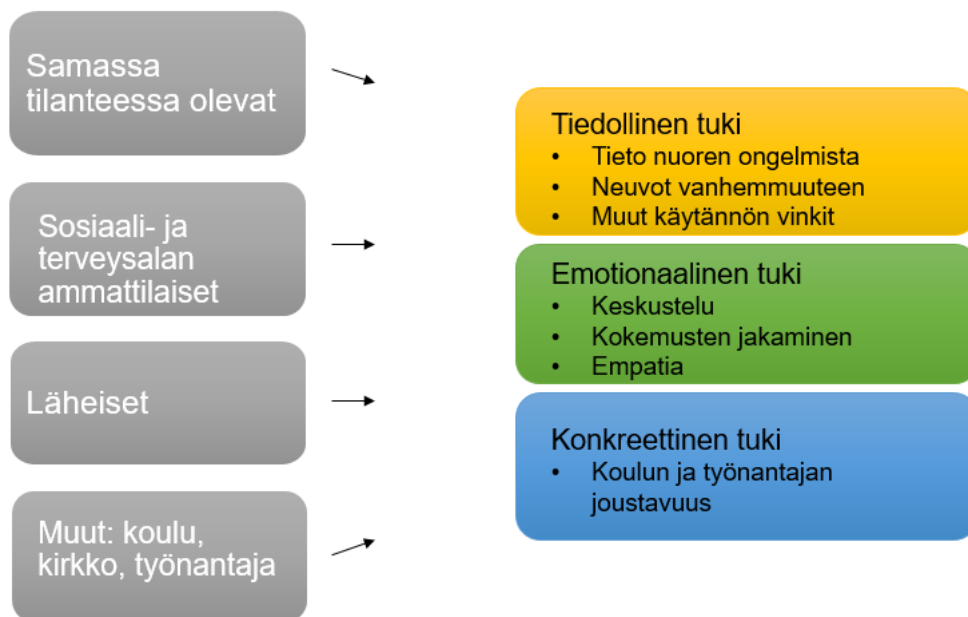 Samassa
tilanteessa olevat
Sosiaali- ja
terveysalan
ammattilaiset
Läheiset
Muut: koulu,
kirkko, työnantaja
Tiedollinen tuki
• Tieto nuoren ongelmista
• Neuvot vanhemmuuteen
• Muut käytännön vinkit
Emotionaalinen tuki
• Keskustelu
• Kokemusten jakaminen
• Empatia
Konkreettinen tuki
• Koulun ja työnantajan
joustavuus